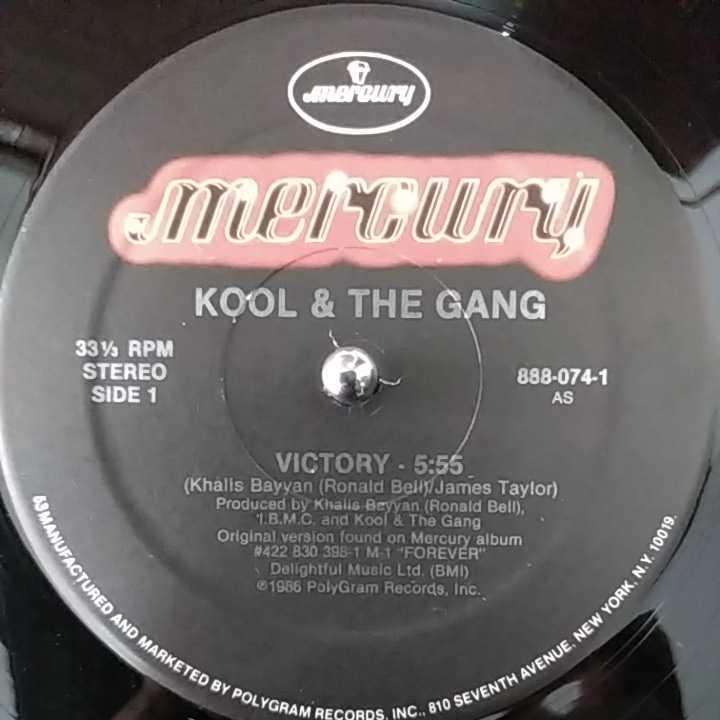 mercury
mercury
KOOL & THE GANG
33⅓ RPM
STEREO
SIDE 1
888-074-1
AS
VICTORY - 5:55
(Khalis Bayyan (Ronald Bell)/James Taylor)
Produced by Khalis Bayyan (Ronald Bell),
I.B.M.C. and Kool & The Gang
Original version found on Mercury album
#422 830 398-1 M-1 "FOREVER"
Delightful Music Ltd. (BMI)
℗1986 PolyGram Records, Inc.
53 MANUFACTURED AND MARKETED BY POLYGRAM RECORDS, INC., 810 SEVENTH AVENUE, NEW YORK, N.Y. 10019.